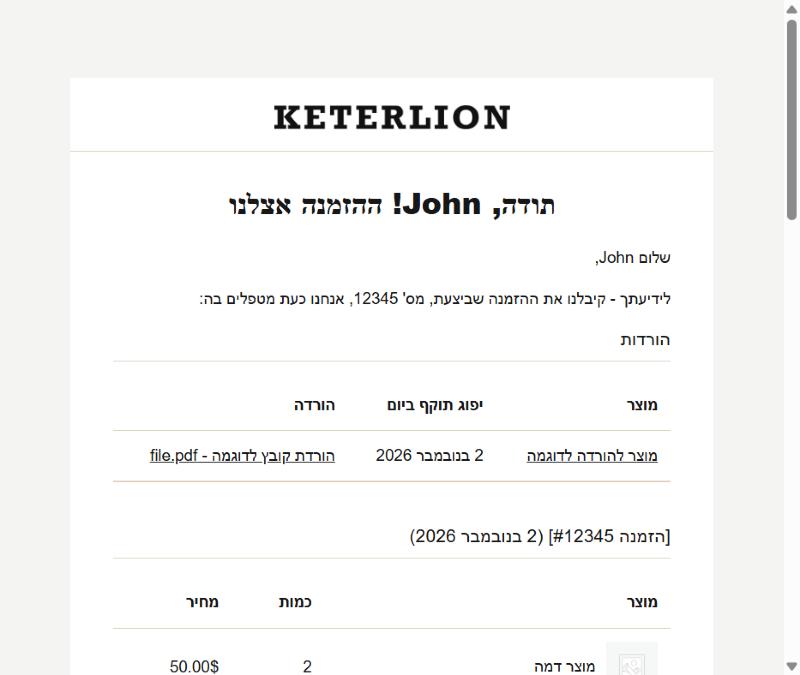 KETERLION
תודה, John! ההזמנה אצלנו
שלום John,
לידיעתך - קיבלנו את ההזמנה שביצעת, מס' 12345, אנחנו כעת מטפלים בה:
הורדות
מוצר יפוג תוקף ביום הורדה
מוצר להורדה לדוגמה 2 בנובמבר 2026 הורדת קובץ לדוגמה - file.pdf
[הזמנה #12345] (2 בנובמבר 2026)
מוצר כמות מחיר
מוצר דמה 2 50.00$